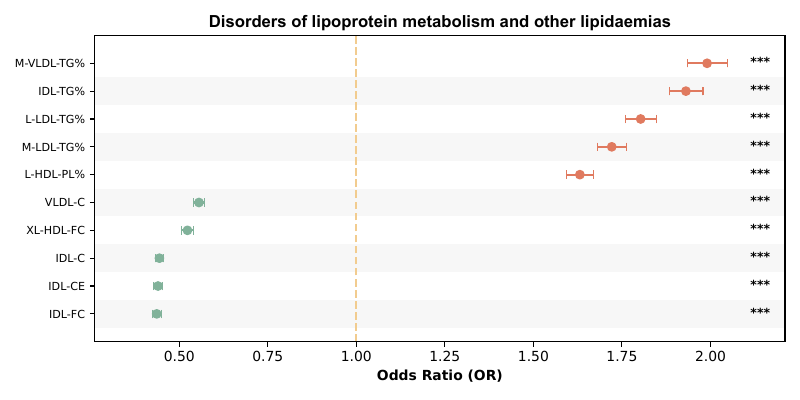 Disorders of lipoprotein metabolism and other lipidaemias
M-VLDL-TG% ***
IDL-TG% ***
L-LDL-TG% ***
M-LDL-TG% ***
L-HDL-PL% ***
VLDL-C ***
XL-HDL-FC ***
IDL-C ***
IDL-CE ***
IDL-FC ***
0.50 0.75 1.00 1.25 1.50 1.75 2.00
Odds Ratio (OR)